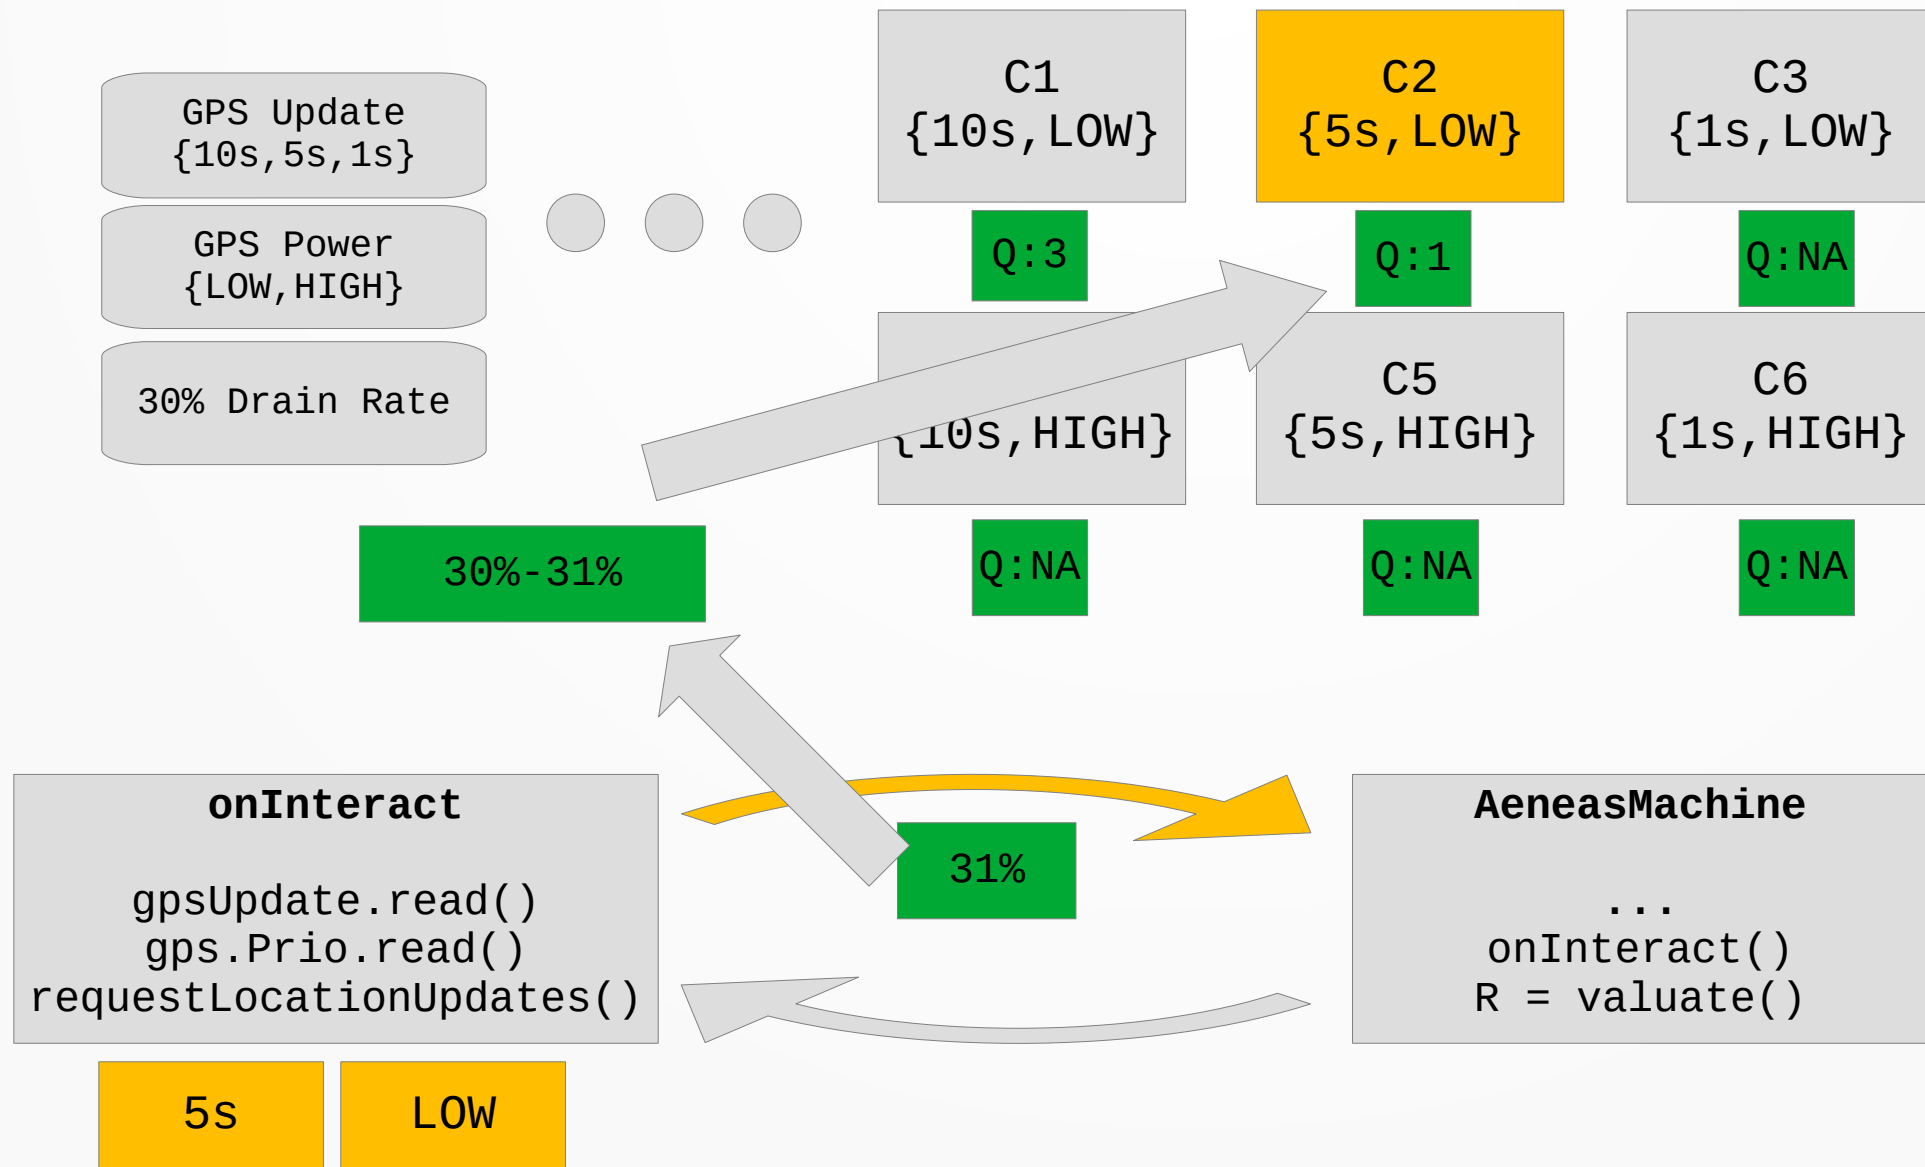 GPS Update
{10s,5s,1s}
GPS Power
{LOW,HIGH}
30% Drain Rate
C1
{10s,LOW}
C2
{5s,LOW}
C3
{1s,LOW}
Q:3
Q:1
Q:NA
{10s,HIGH}
C5
{5s,HIGH}
C6
{1s,HIGH}
Q:NA
Q:NA
Q:NA
30%-31%
onInteract
gpsUpdate.read()
gps.Prio.read()
requestLocationUpdates()
31%
AeneasMachine
...
onInteract()
R = valuate()
5s
LOW